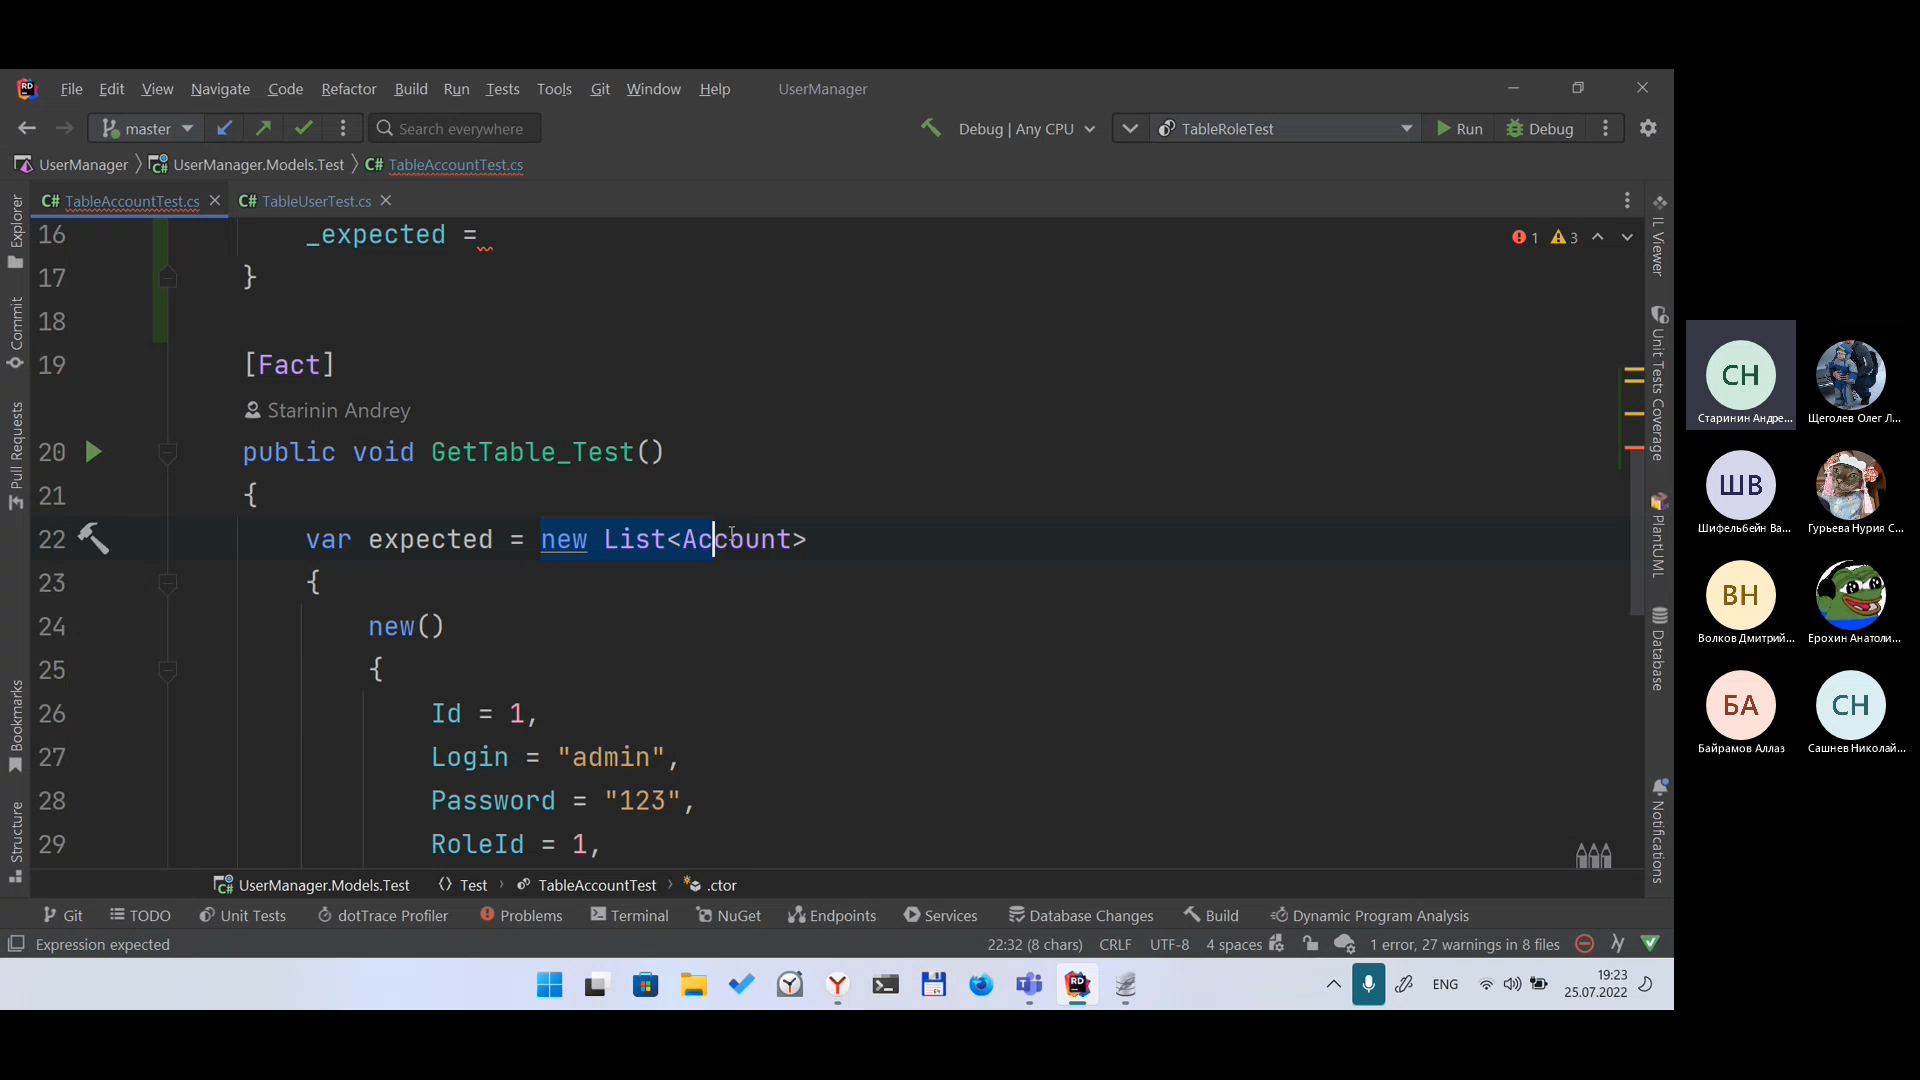 File Edit View Navigate Code Refactor Build Run Tests Tools Git Window Help UserManager
master Search everywhere Debug | Any CPU TableRoleTest Run Debug
UserManager UserManager.Models.Test C# TableAccountTest.cs
C# TableAccountTest.cs C# TableUserTest.cs
Explorer
Commit
Pull Requests
Bookmarks
Structure
16 _expected =
1 3
17 }
18
19 [Fact]
Starinin Andrey
20 public void GetTable_Test()
21 {
22 var expected = new List<Account>
23 {
24 new()
25 {
26 Id = 1,
27 Login = "admin",
28 Password = "123",
29 RoleId = 1,
IL Viewer
Unit Tests Coverage
PlantUML
Database
Notifications
UserManager.Models.Test Test TableAccountTest .ctor
Git TODO Unit Tests dotTrace Profiler Problems Terminal NuGet Endpoints Services Database Changes Build Dynamic Program Analysis
Expression expected 22:32 (8 chars) CRLF UTF-8 4 spaces 1 error, 27 warnings in 8 files
ENG 19:23
25.07.2022
СН
Старинин Андре...
Щеголев Олег Л...
ШВ
Шифельбейн Ва...
Гурьева Нурия С...
ВН
Волков Дмитрий...
Ерохин Анатоли...
БА
Байрамов Аллаз
СН
Сашнев Николай...